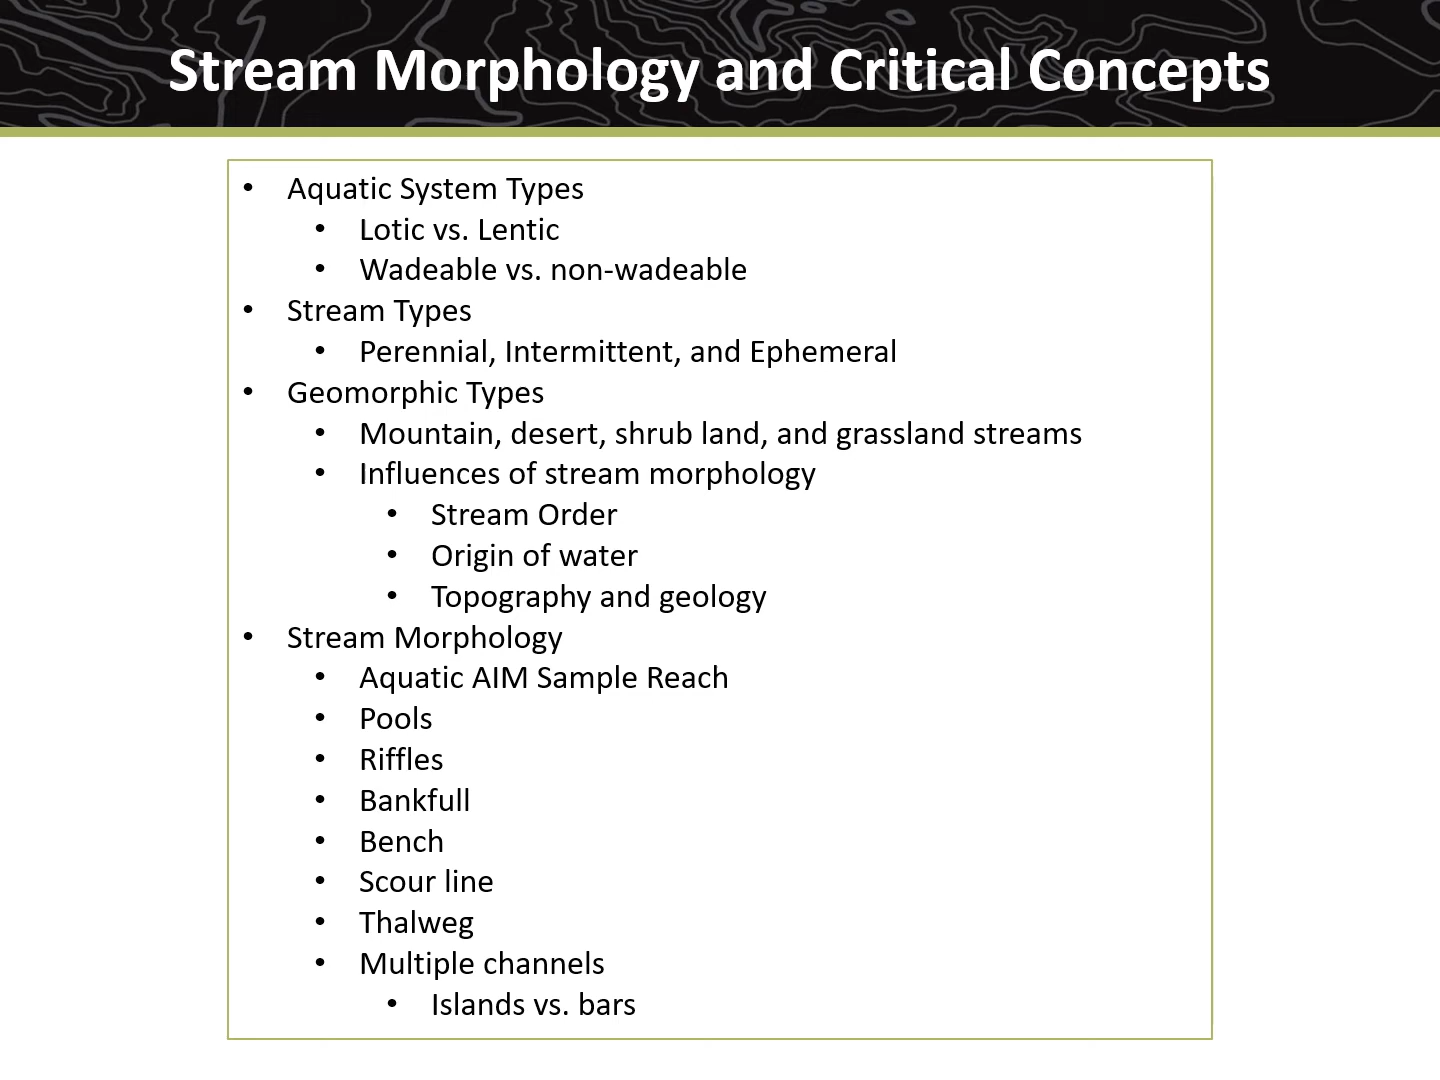 Stream Morphology and Critical Concepts
• Aquatic System Types
• Lotic vs. Lentic
• Wadeable vs. non-wadeable
• Stream Types
• Perennial, Intermittent, and Ephemeral
• Geomorphic Types
• Mountain, desert, shrub land, and grassland streams
• Influences of stream morphology
• Stream Order
• Origin of water
• Topography and geology
• Stream Morphology
• Aquatic AIM Sample Reach
• Pools
• Riffles
• Bankfull
• Bench
• Scour line
• Thalweg
• Multiple channels
• Islands vs. bars